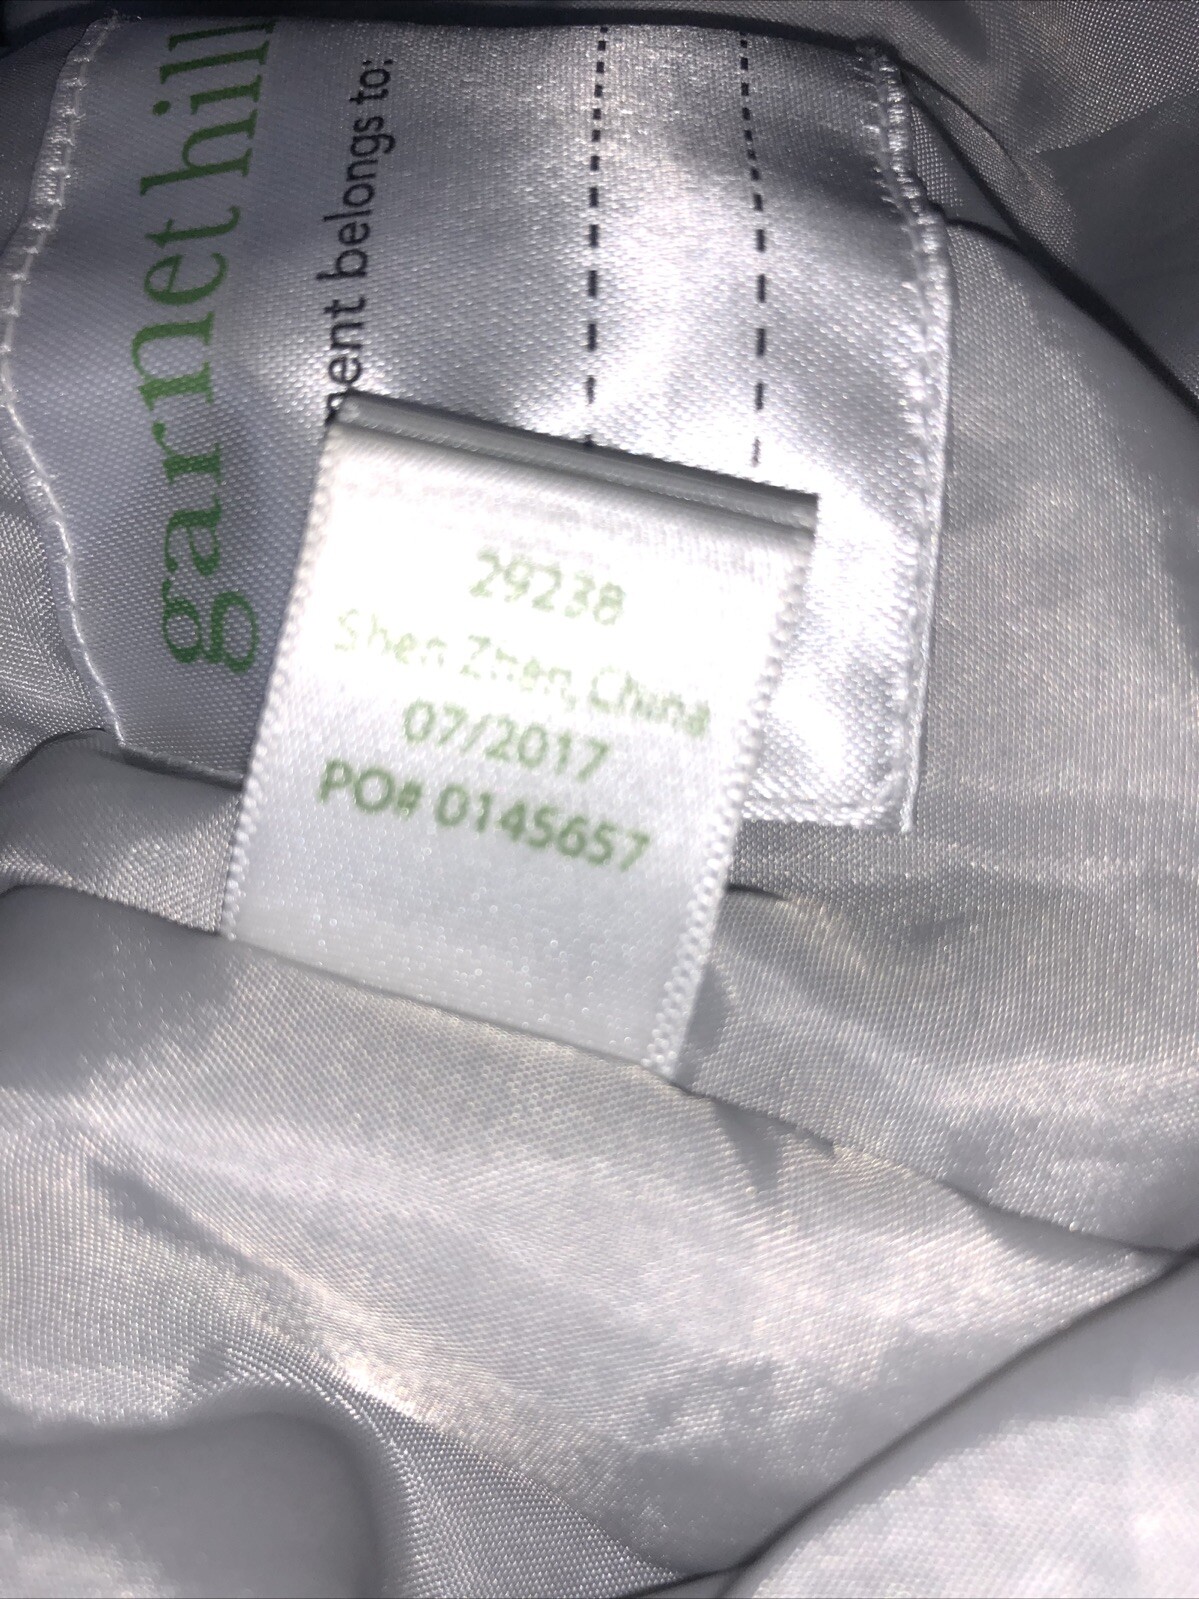 garnet hill
ent belongs to:
29238
Shen Zhen, China
07/2017
PO# 0145657